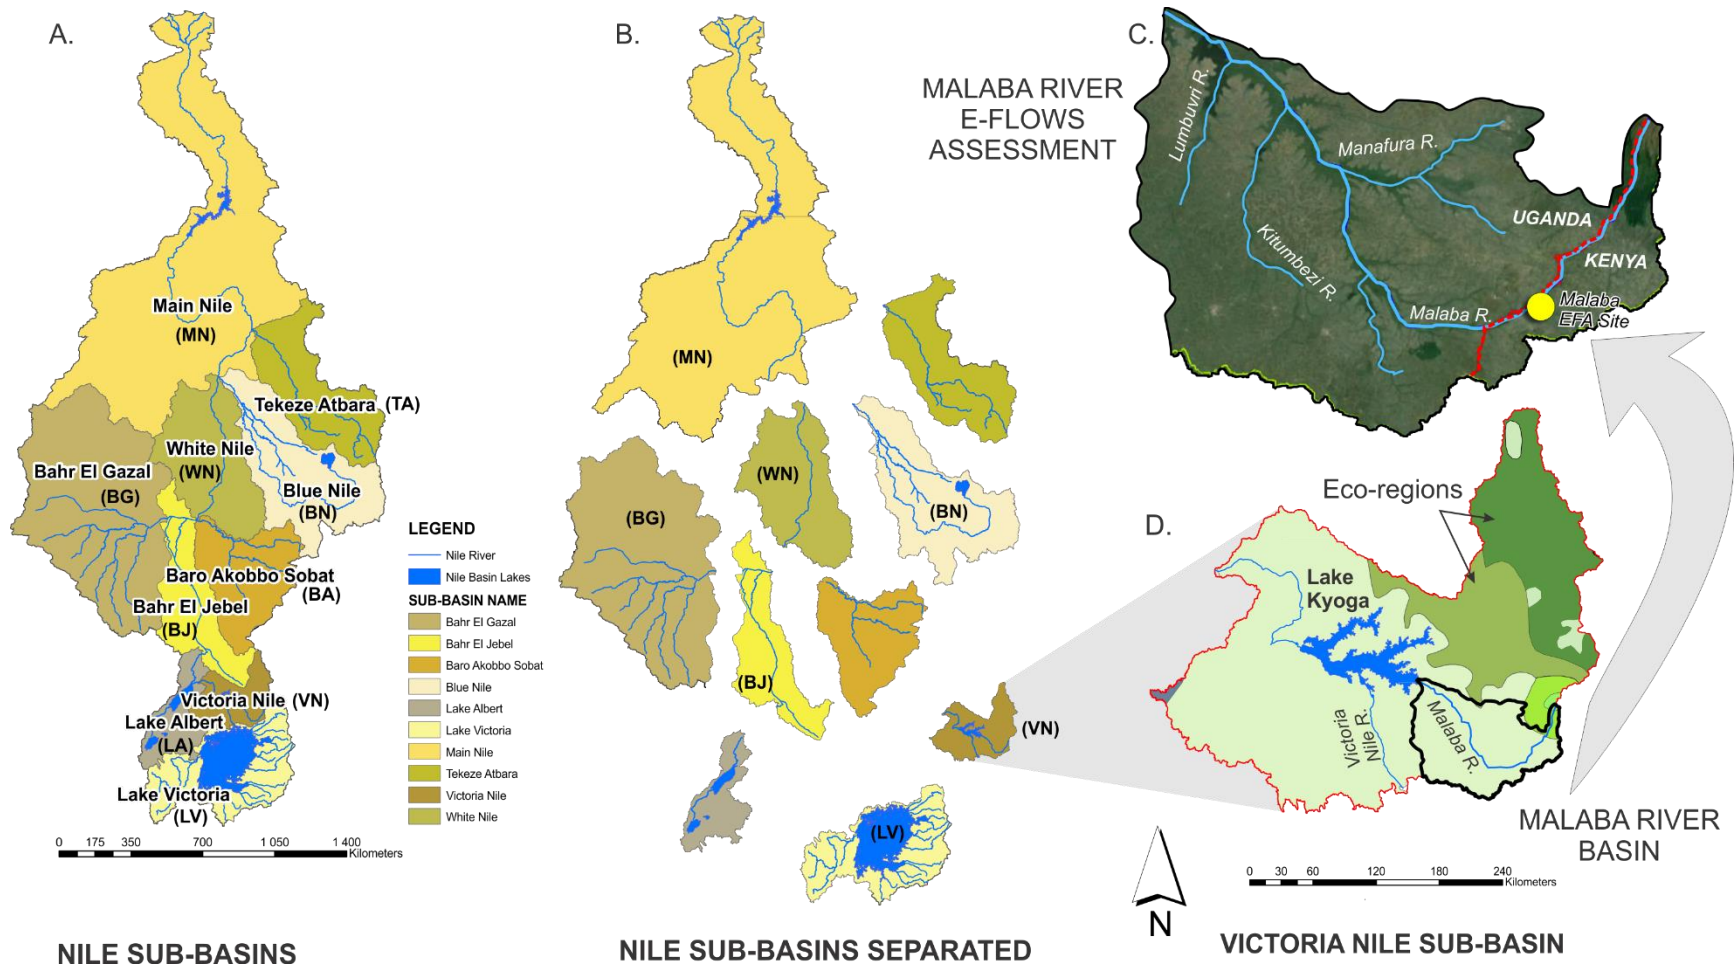 A.
Main Nile
(MN)
Tekeze Atbara (TA)
White Nile
(WN)
Bahr El Gazal
(BG)
Blue Nile
(BN)
Baro Akobbo Sobat
(BA)
Bahr El Jebel
(BJ)
Victoria Nile (VN)
Lake Albert
(LA)
Lake Victoria
(LV)
0 175 350 700 1 050 1 400
Kilometers
NILE SUB-BASINS
LEGEND
Nile River
Nile Basin Lakes
SUB-BASIN NAME
Bahr El Gazal
Bahr El Jebel
Baro Akobbo Sobat
Blue Nile
Lake Albert
Lake Victoria
Main Nile
Tekeze Atbara
Victoria Nile
White Nile
B.
(MN)
(WN)
(BG)
(BN)
(BJ)
(VN)
(LV)
NILE SUB-BASINS SEPARATED
MALABA RIVER
E-FLOWS
ASSESSMENT
C.
Lumbuvri R.
Manafura R.
Kitumbezi R.
UGANDA
KENYA
Malaba R.
Malaba
EFA Site
D.
Eco-regions
Lake
Kyoga
Victoria
Nile R.
Malaba R.
MALABA RIVER
BASIN
N
0 30 60 120 180 240
Kilometers
VICTORIA NILE SUB-BASIN